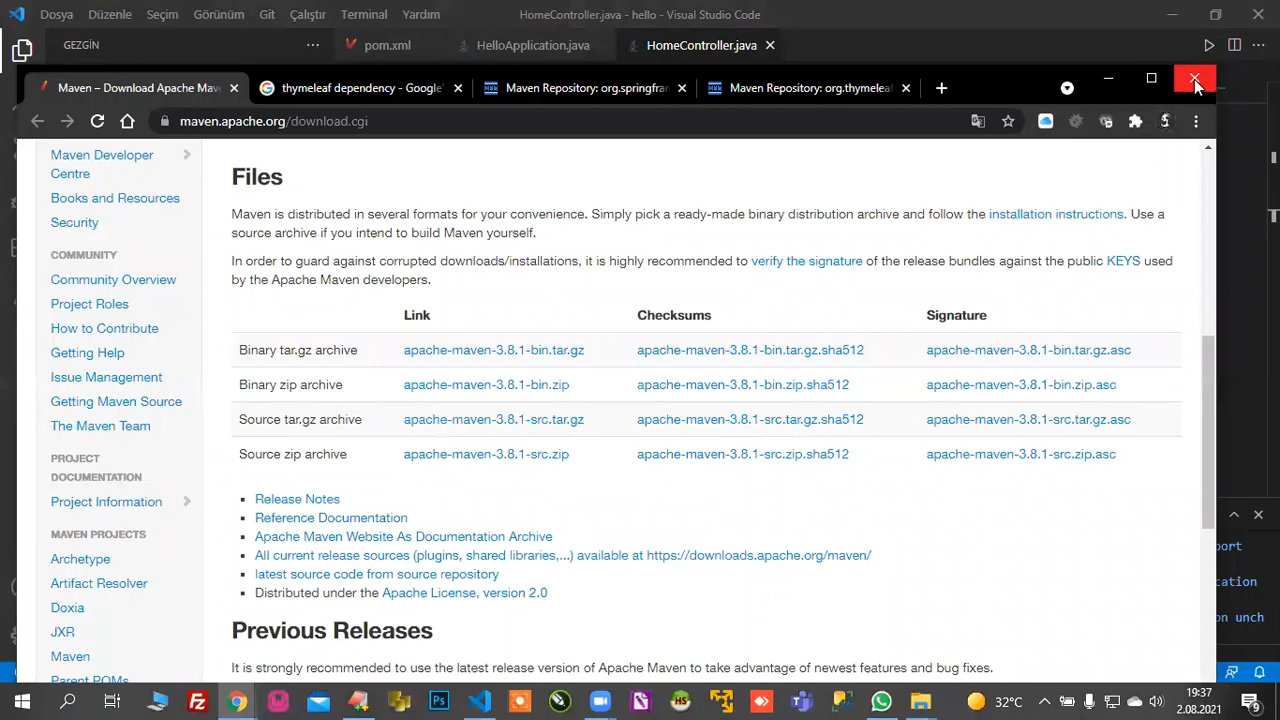 Dosya Düzenle Seçim Görünüm Git Çalıştır Terminal Yardım HomeController.java - hello - Visual Studio Code
GEZGİN ... pom.xml HelloApplication.java HomeController.java
Maven – Download Apache Mav thymeleaf dependency - Google' Maven Repository: org.springfrar Maven Repository: org.thymeleaf
maven.apache.org/download.cgi
Maven Developer
Centre
Books and Resources
Security
COMMUNITY
Community Overview
Project Roles
How to Contribute
Getting Help
Issue Management
Getting Maven Source
The Maven Team
PROJECT
DOCUMENTATION
Project Information
MAVEN PROJECTS
Archetype
Artifact Resolver
Doxia
JXR
Maven
Parent POMs
Files
Maven is distributed in several formats for your convenience. Simply pick a ready-made binary distribution archive and follow the installation instructions. Use a
source archive if you intend to build Maven yourself.
In order to guard against corrupted downloads/installations, it is highly recommended to verify the signature of the release bundles against the public KEYS used
by the Apache Maven developers.
Link Checksums Signature
Binary tar.gz archive apache-maven-3.8.1-bin.tar.gz apache-maven-3.8.1-bin.tar.gz.sha512 apache-maven-3.8.1-bin.tar.gz.asc
Binary zip archive apache-maven-3.8.1-bin.zip apache-maven-3.8.1-bin.zip.sha512 apache-maven-3.8.1-bin.zip.asc
Source tar.gz archive apache-maven-3.8.1-src.tar.gz apache-maven-3.8.1-src.tar.gz.sha512 apache-maven-3.8.1-src.tar.gz.asc
Source zip archive apache-maven-3.8.1-src.zip apache-maven-3.8.1-src.zip.sha512 apache-maven-3.8.1-src.zip.asc
Release Notes
Reference Documentation
Apache Maven Website As Documentation Archive
All current release sources (plugins, shared libraries,...) available at https://downloads.apache.org/maven/
latest source code from source repository
Distributed under the Apache License, version 2.0
Previous Releases
It is strongly recommended to use the latest release version of Apache Maven to take advantage of newest features and bug fixes.
port
ication
on unch
32°C 19:37
2.08.2021